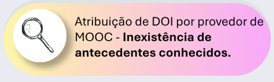 Atribuição de DOI por provedor de
MOOC - Inexistência de
antecedentes conhecidos.